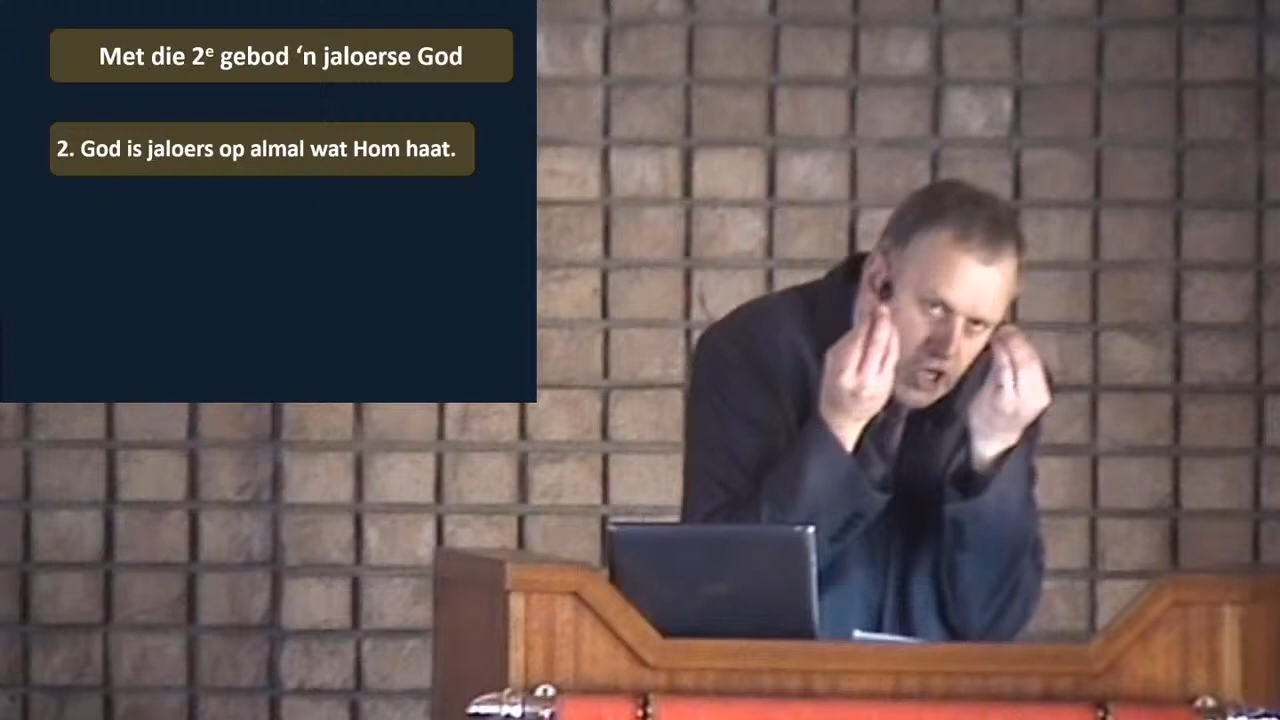 Met die 2e gebod ‘n jaloerse God
2. God is jaloers op almal wat Hom haat.